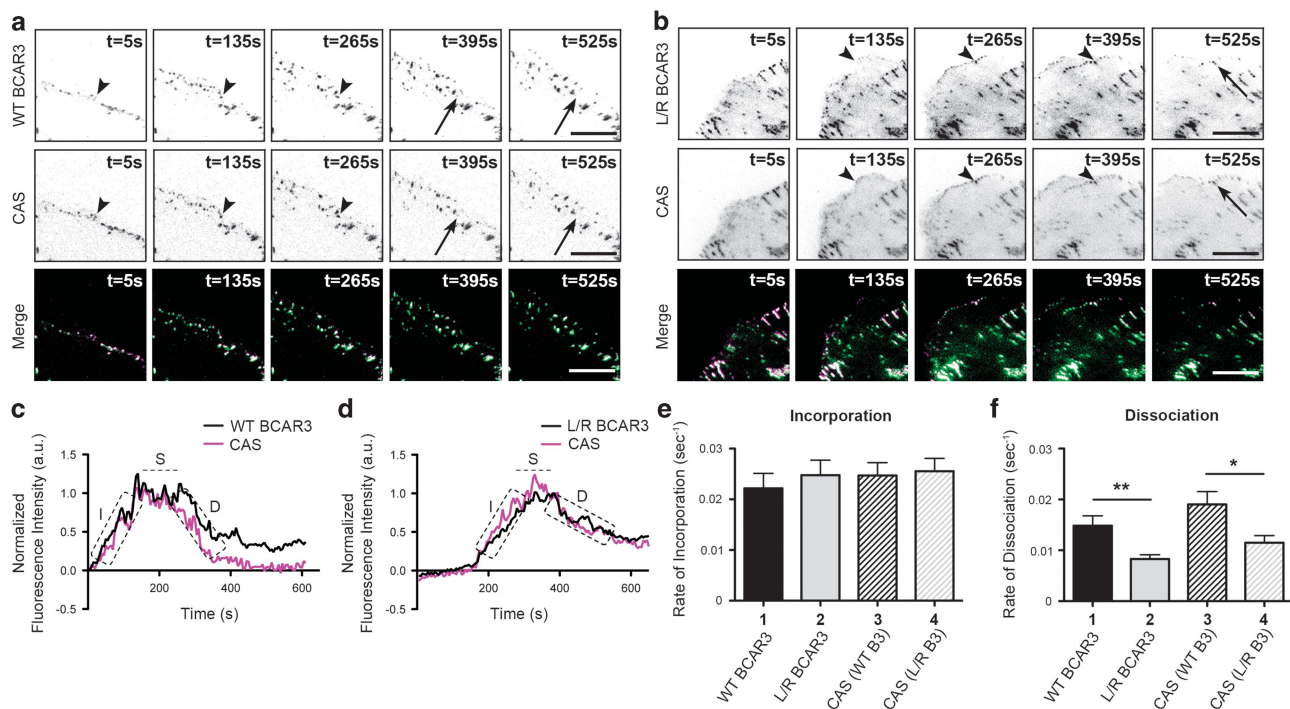 a
WT BCAR3
t=5s t=135s t=265s t=395s t=525s
CAS
t=5s t=135s t=265s t=395s t=525s
Merge
t=5s t=135s t=265s t=395s t=525s
b
L/R BCAR3
t=5s t=135s t=265s t=395s t=525s
CAS
t=5s t=135s t=265s t=395s t=525s
Merge
t=5s t=135s t=265s t=395s t=525s
c
WT BCAR3
CAS
Normalized
Fluorescence Intensity (a.u.)
1.5
1.0
0.5
0.0
-0.5
I
S
D
200 400 600
Time (s)
d
L/R BCAR3
CAS
Normalized
Fluorescence Intensity (a.u.)
1.5
1.0
0.5
0.0
-0.5
I
S
D
200 400 600
Time (s)
e
Incorporation
Rate of Incorporation (sec-1)
0.03
0.02
0.01
0
1 2 3 4
WT BCAR3
L/R BCAR3
CAS (WT B3)
CAS (L/R B3)
f
Dissociation
Rate of Dissociation (sec-1)
0.03
0.02
0.01
0
**
*
1 2 3 4
WT BCAR3
L/R BCAR3
CAS (WT B3)
CAS (L/R B3)